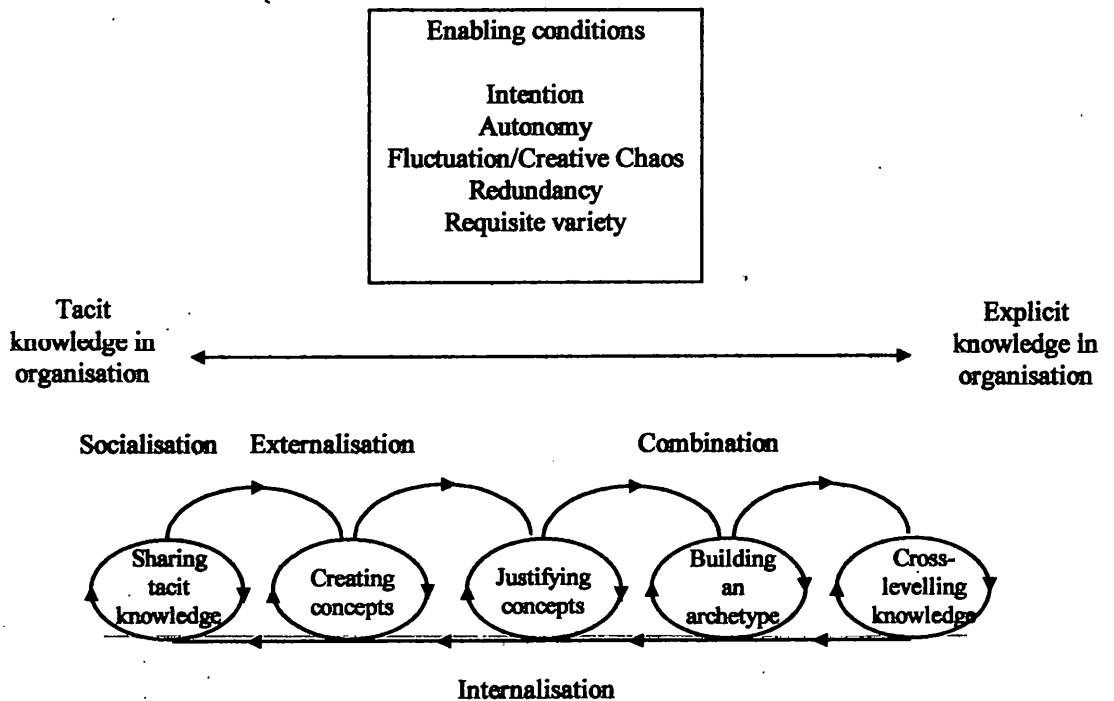 Enabling conditions
Intention
Autonomy
Fluctuation/Creative Chaos
Redundancy
Requisite variety
Tacit
knowledge in
organisation
Explicit
knowledge in
organisation
Socialisation
Externalisation
Combination
Sharing
tacit
knowledge
Creating
concepts
Justifying
concepts
Building
an
archetype
Cross-
levelling
knowledge
Internalisation